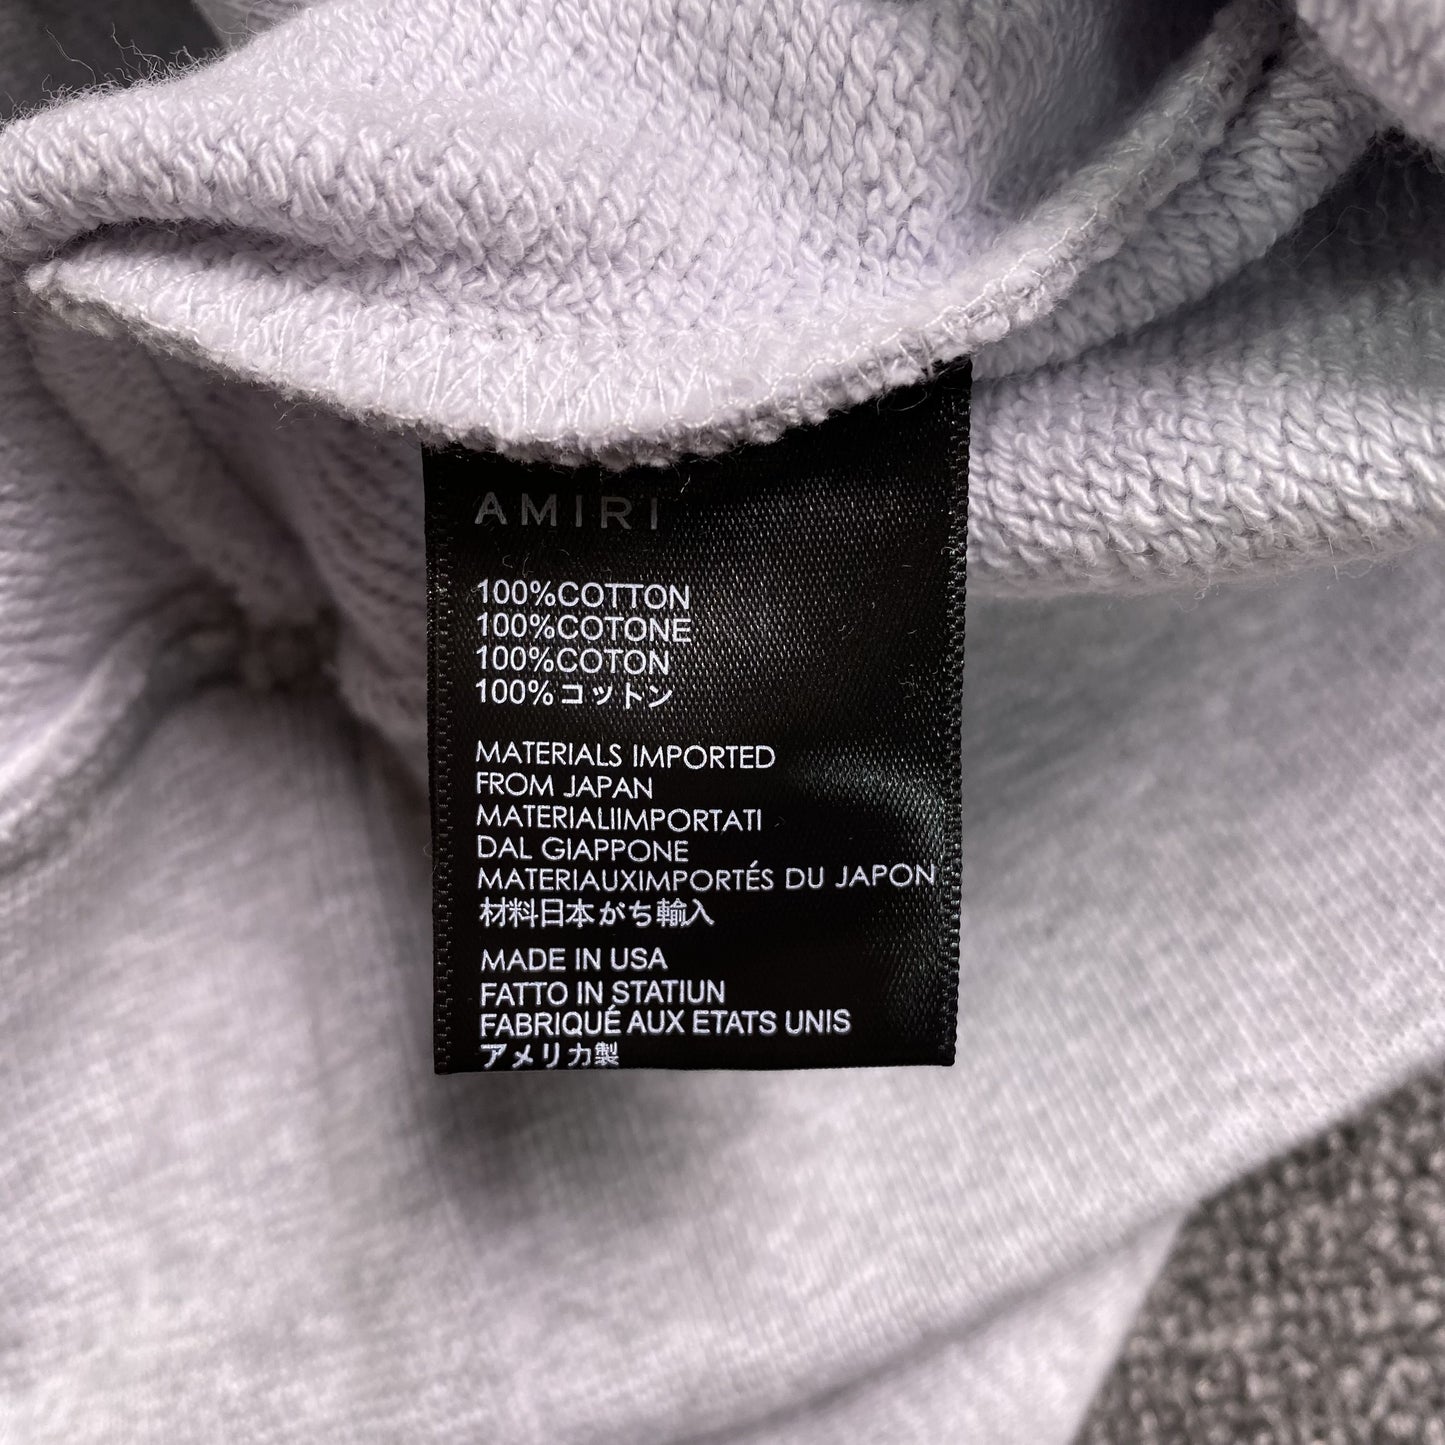 AMIRI
100%COTTON
100%COTONE
100%COTON
100%コットン
MATERIALS IMPORTED
FROM JAPAN
MATERIALIIMPORTATI
DAL GIAPPONE
MATERIAUXIMPORTÉS DU JAPON
材料日本がち輸入
MADE IN USA
FATTO IN STATIUN
FABRIQUÉ AUX ETATS UNIS
アメリカ製